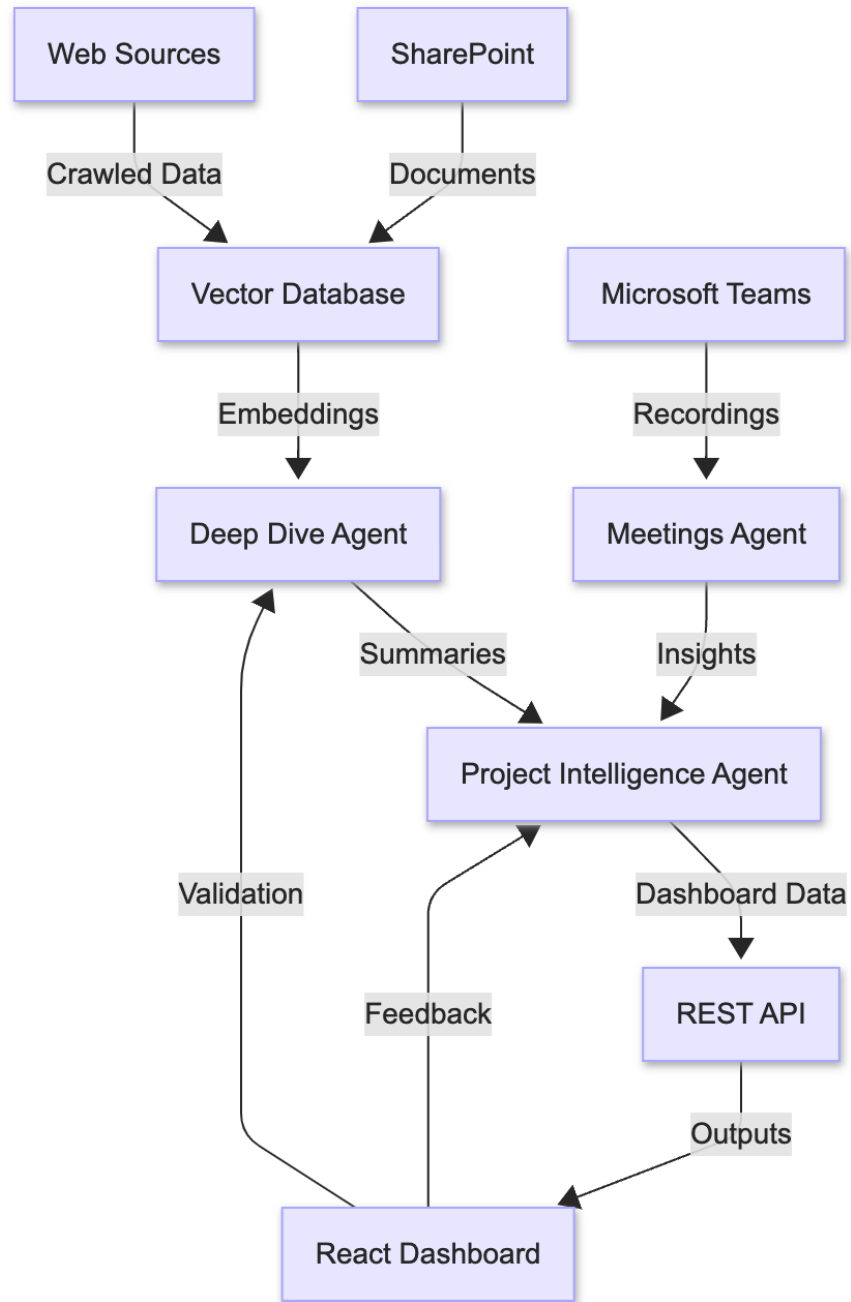 Web Sources
SharePoint
Crawled Data
Documents
Vector Database
Microsoft Teams
Embeddings
Recordings
Deep Dive Agent
Meetings Agent
Summaries
Insights
Project Intelligence Agent
Validation
Dashboard Data
Feedback
REST API
Outputs
React Dashboard